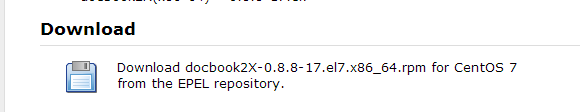 Download
Download docbook2X-0.8.8-17.el7.x86_64.rpm for CentOS 7
from the EPEL repository.